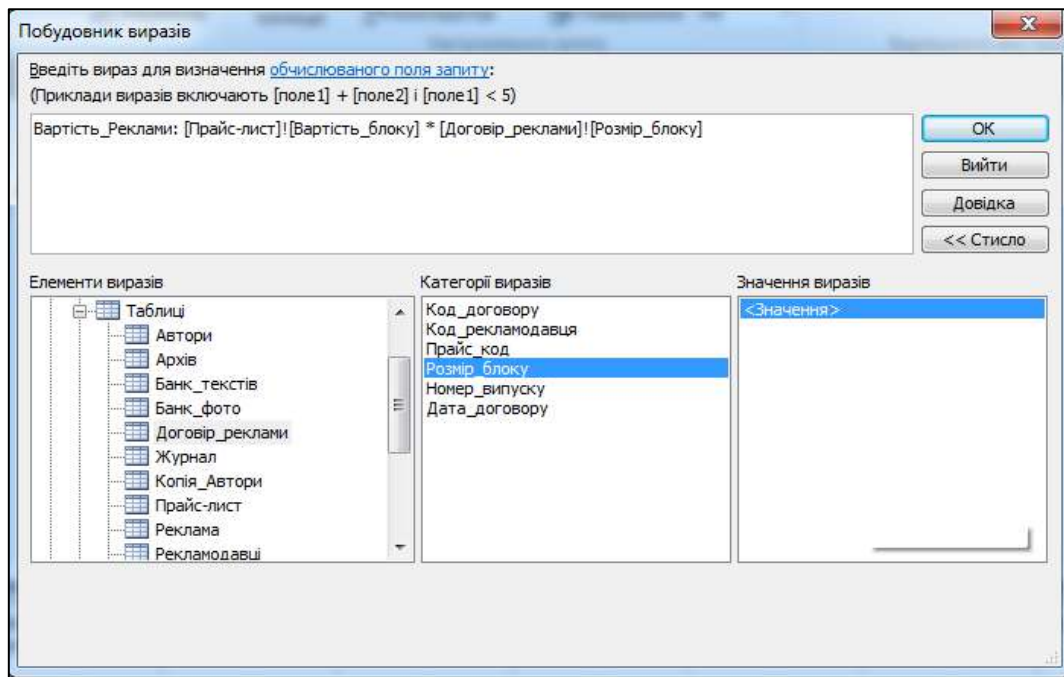 Побудовник виразів
Введіть вираз для визначення обчислюваного поля запиту:
(Приклади виразів включають [поле1] + [поле2] і [поле1] < 5)
Вартість_Реклами: [Прайс-лист]![Вартість_блоку] * [Договір_реклами]![Розмір_блоку]
ОК
Вийти
Довідка
<< Стисло
Елементи виразів
Таблиці
Автори
Архів
Банк_текстів
Банк_фото
Договір_реклами
Журнал
Копія_Автори
Прайс-лист
Реклама
Рекламодавці
Категорії виразів
Код_договору
Код_рекламодавця
Прайс_код
Розмір_блоку
Номер_випуску
Дата_договору
Значення виразів
<Значення>